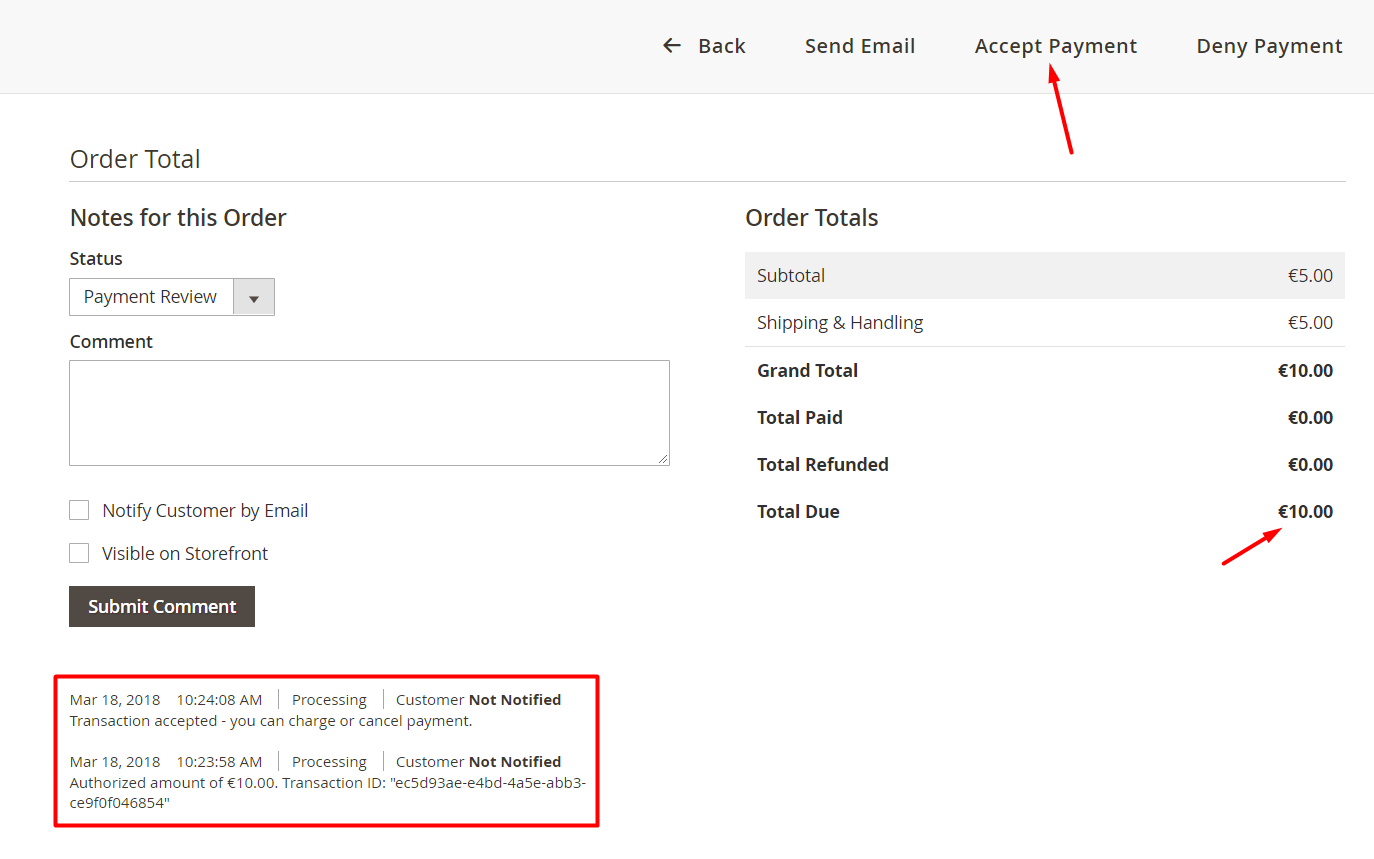 Back Send Email Accept Payment Deny Payment
Order Total
Notes for this Order
Status
Payment Review
Comment
Notify Customer by Email
Visible on Storefront
Submit Comment
Mar 18, 2018 10:24:08 AM Processing Customer Not Notified
Transaction accepted - you can charge or cancel payment.
Mar 18, 2018 10:23:58 AM Processing Customer Not Notified
Authorized amount of €10.00. Transaction ID: "ec5d93ae-e4bd-4a5e-abb3-
ce9f0f046854"
Order Totals
Subtotal €5.00
Shipping & Handling €5.00
Grand Total €10.00
Total Paid €0.00
Total Refunded €0.00
Total Due €10.00